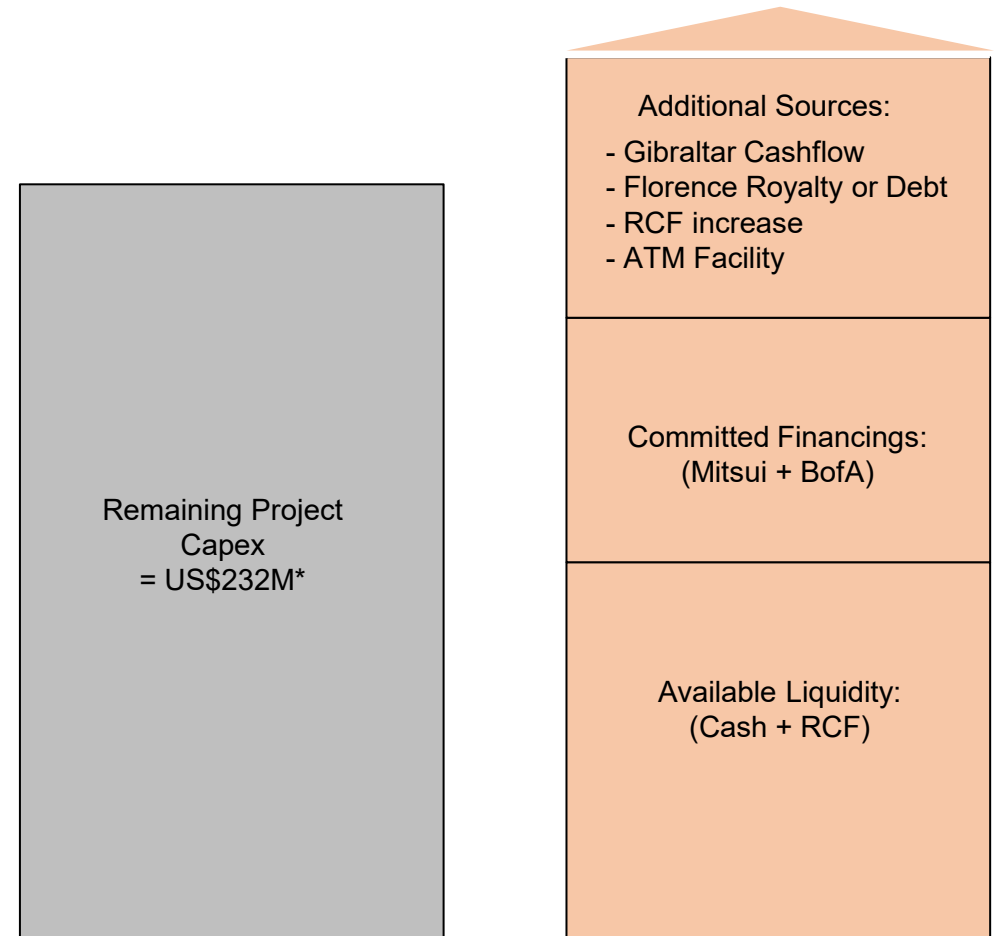 Remaining Project
Capex
= US$232M*
Additional Sources:
- Gibraltar Cashflow
- Florence Royalty or Debt
- RCF increase
- ATM Facility
Committed Financings:
(Mitsui + BofA)
Available Liquidity:
(Cash + RCF)